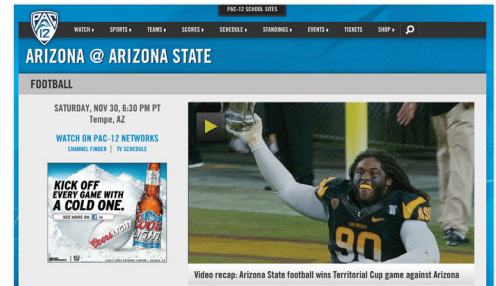 PAC-12 SCHOOL SITES
PAC
12
WATCH SPORTS TEAMS SCORES SCHEDULE STANDINGS EVENTS TICKETS SHOP
ARIZONA @ ARIZONA STATE
FOOTBALL
SATURDAY, NOV 30, 6:30 PM PT
Tempe, AZ
WATCH ON PAC-12 NETWORKS
CHANNEL FINDER | TV SCHEDULE
KICK OFF
EVERY GAME WITH
A COLD ONE.
SEE MORE ON
Coors LIGHT
Coors
LIGHT
ASU
90
Video recap: Arizona State football wins Territorial Cup game against Arizona